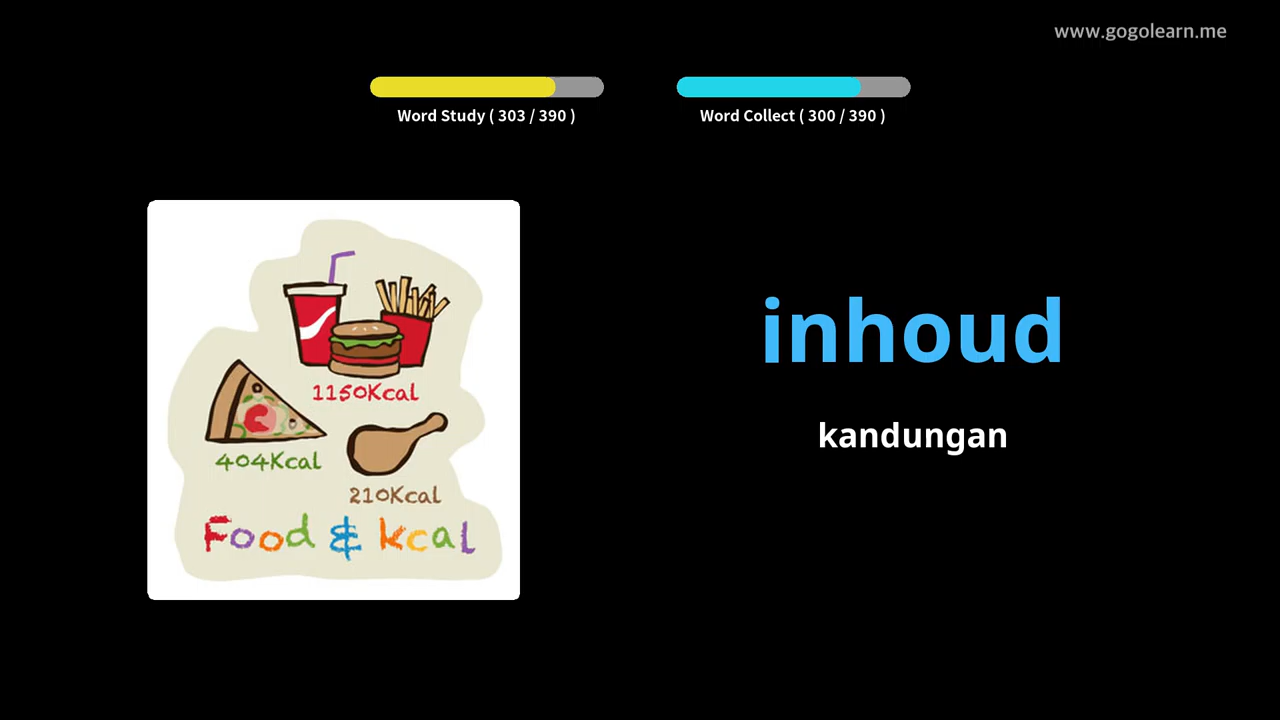 www.gogolearn.me
Word Study ( 303 / 390 )
Word Collect ( 300 / 390 )
1150Kcal
404Kcal
210Kcal
Food & kcal
inhoud
kandungan